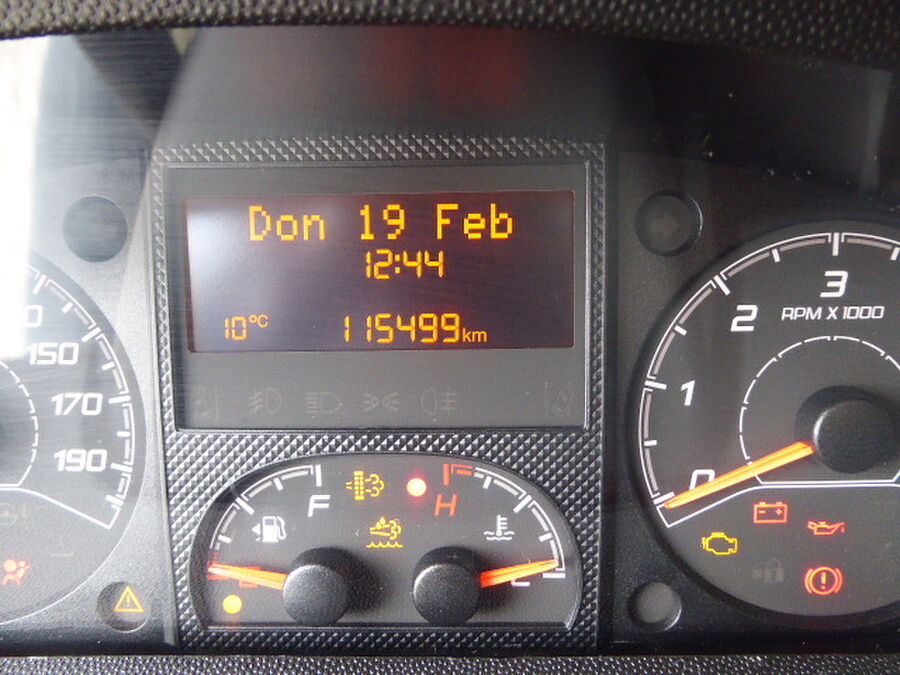 Don 19 Feb
12:44
10°C 115499km
150
170
190
F
H
C
0
1
2
3
RPM X 1000